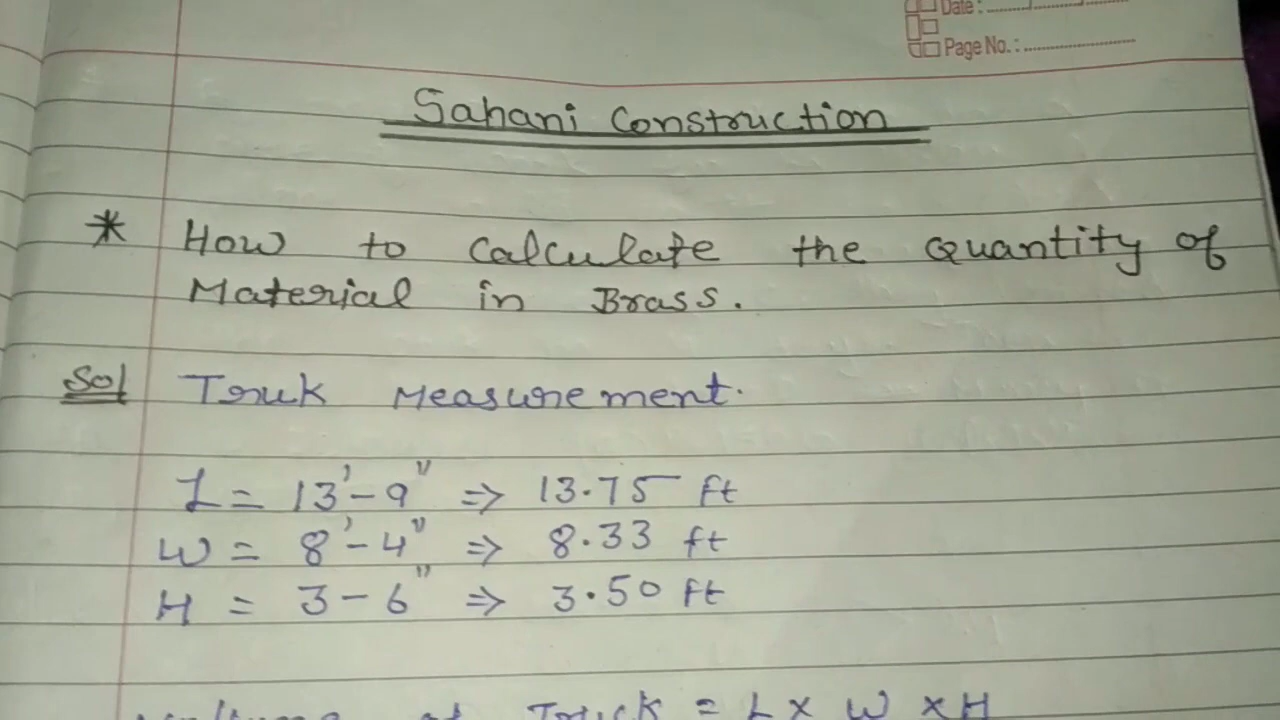 Date :
Page No. :
Sahani Construction
* How to Calculate the Quantity of
Material in Brass.
Sol Truk Measurement.
L = 13'-9" => 13.75 ft
W = 8'-4" => 8.33 ft
H = 3-6" => 3.50 ft
Truck = L x W x H